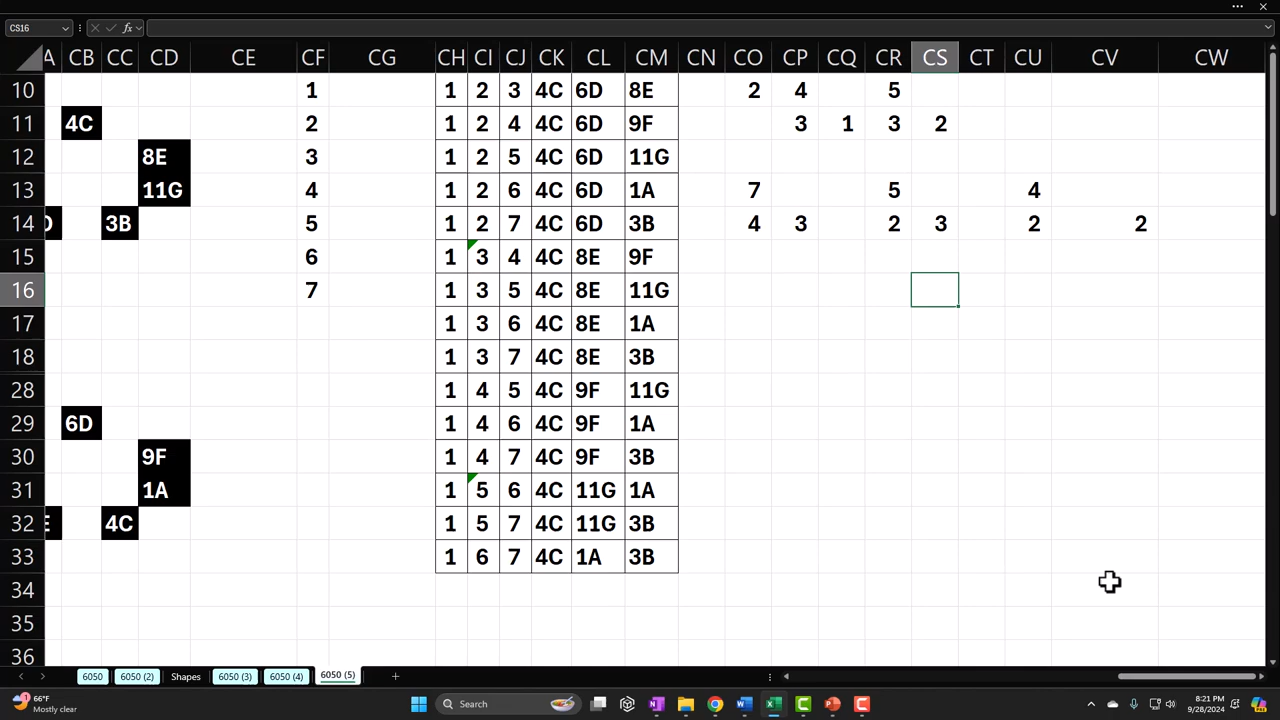 CS16 fx
A CB CC CD CE CF CG CH CI CJ CK CL CM CN CO CP CQ CR CS CT CU CV CW
10 1 1 2 3 4C 6D 8E 2 4 5
11 4C 2 1 2 4 4C 6D 9F 3 1 3 2
12 8E 3 1 2 5 4C 6D 11G
13 11G 4 1 2 6 4C 6D 1A 7 5 4
14 3B 5 1 2 7 4C 6D 3B 4 3 2 3 2 2
15 6 1 3 4 4C 8E 9F
16 7 1 3 5 4C 8E 11G
17 1 3 6 4C 8E 1A
18 1 3 7 4C 8E 3B
28 1 4 5 4C 9F 11G
29 6D 1 4 6 4C 9F 1A
30 9F 1 4 7 4C 9F 3B
31 1A 1 5 6 4C 11G 1A
32 4C 1 5 7 4C 11G 3B
33 1 6 7 4C 1A 3B
34
35
36
6050 6050 (2) Shapes 6050 (3) 6050 (4) 6050 (5)
66°F
Mostly clear
Search
8:21 PM
9/28/2024